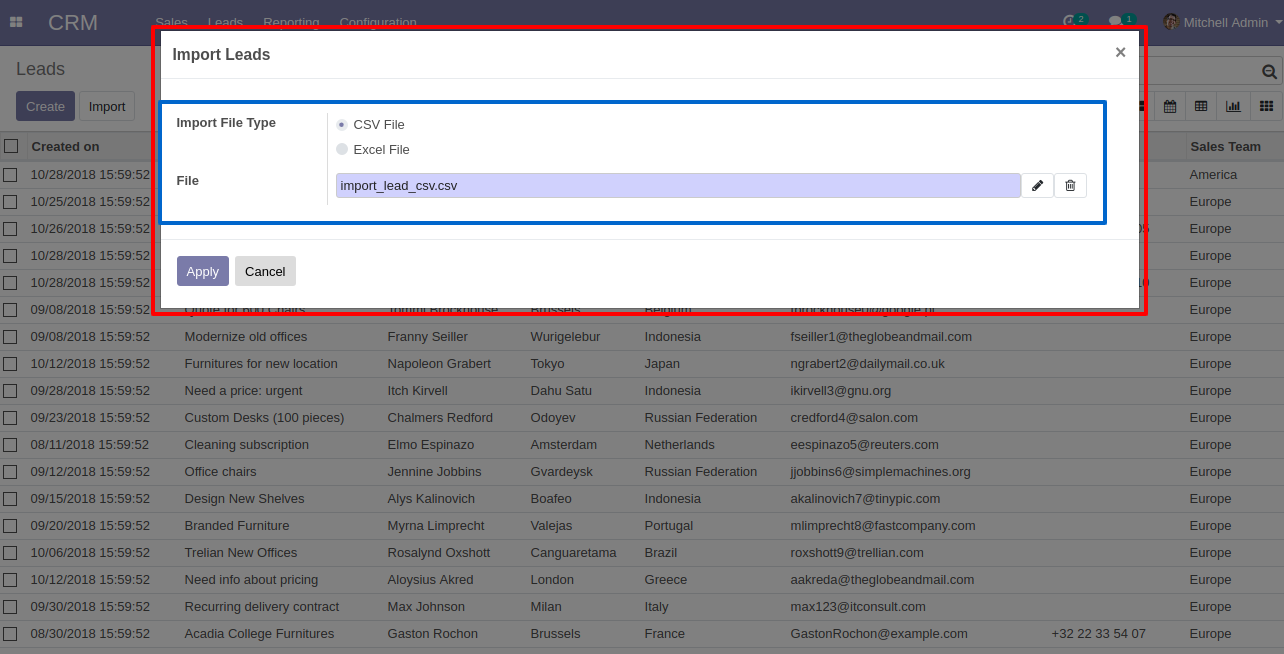 CRM Sales Leads Reporting Configuration 2 1 Mitchell Admin
Import Leads ×
Leads
Create Import
Import File Type CSV File
Excel File
File import_lead_csv.csv
Apply Cancel
Created on Sales Team
10/28/2018 15:59:52 America
10/25/2018 15:59:52 Europe
10/26/2018 15:59:52 Europe
10/28/2018 15:59:52 Europe
10/28/2018 15:59:52 Europe
09/08/2018 15:59:52 Quote for 600 Chairs Tommi Brockhouse Brussels Belgium Europe
09/08/2018 15:59:52 Modernize old offices Franny Seiller Wurigelebur Indonesia fseiller1@theglobeandmail.com Europe
10/12/2018 15:59:52 Furnitures for new location Napoleon Grabert Tokyo Japan ngrabert2@dailymail.co.uk Europe
09/28/2018 15:59:52 Need a price: urgent Itch Kirvell Dahu Satu Indonesia ikirvell3@gnu.org Europe
09/23/2018 15:59:52 Custom Desks (100 pieces) Chalmers Redford Odoyev Russian Federation credford4@salon.com Europe
08/11/2018 15:59:52 Cleaning subscription Elmo Espinazo Amsterdam Netherlands eespinazo5@reuters.com Europe
09/12/2018 15:59:52 Office chairs Jennine Jobbins Gvardeysk Russian Federation jjobbins6@simplemachines.org Europe
09/15/2018 15:59:52 Design New Shelves Alys Kalinovich Boafeo Indonesia akalinovich7@tinypic.com Europe
09/20/2018 15:59:52 Branded Furniture Myrna Limprecht Valejas Portugal mlimprecht8@fastcompany.com Europe
10/06/2018 15:59:52 Trelian New Offices Rosalynd Oxshott Canguaretama Brazil roxshott9@trellian.com Europe
10/12/2018 15:59:52 Need info about pricing Aloysius Akred London Greece aakreda@theglobeandmail.com Europe
09/30/2018 15:59:52 Recurring delivery contract Max Johnson Milan Italy max123@itconsult.com Europe
08/30/2018 15:59:52 Acadia College Furnitures Gaston Rochon Brussels France GastonRochon@example.com +32 22 33 54 07 Europe